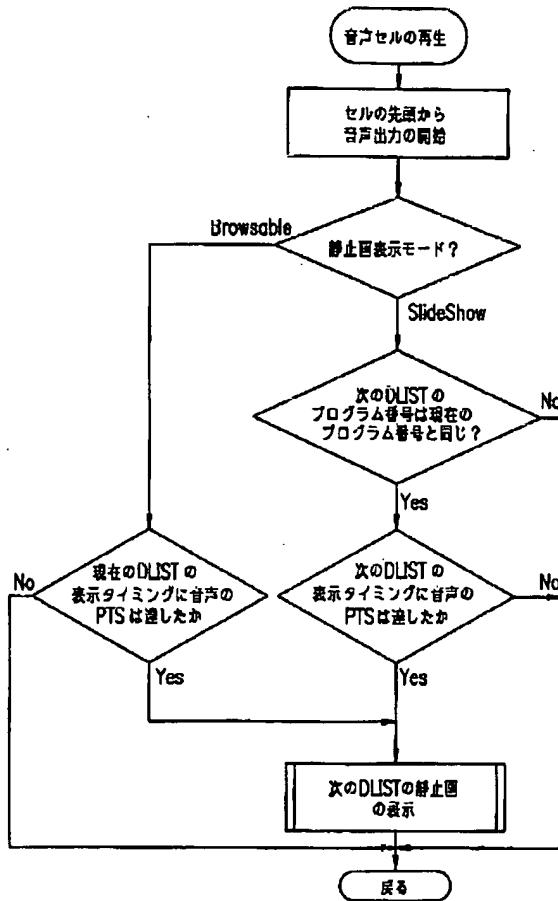 音声セルの再生
セルの先頭から
音声出力の開始
Browsable
静止画表示モード?
SlideShow
次のDLISTの
プログラム番号は現在の
プログラム番号と同じ?
No
Yes
No
現在のDLISTの
表示タイミングに音声の
PTSは達したか
次のDLISTの
表示タイミングに音声の
PTSは達したか
No
Yes
Yes
次のDLISTの静止画
の表示
戻る